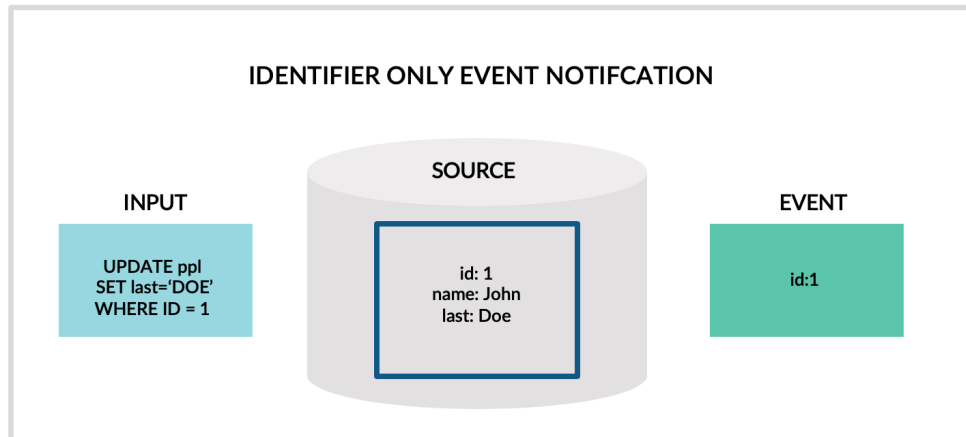 IDENTIFIER ONLY EVENT NOTIFCATION
SOURCE
INPUT
EVENT
UPDATE ppl
SET last=‘DOE’
WHERE ID = 1
id: 1
name: John
last: Doe
id:1